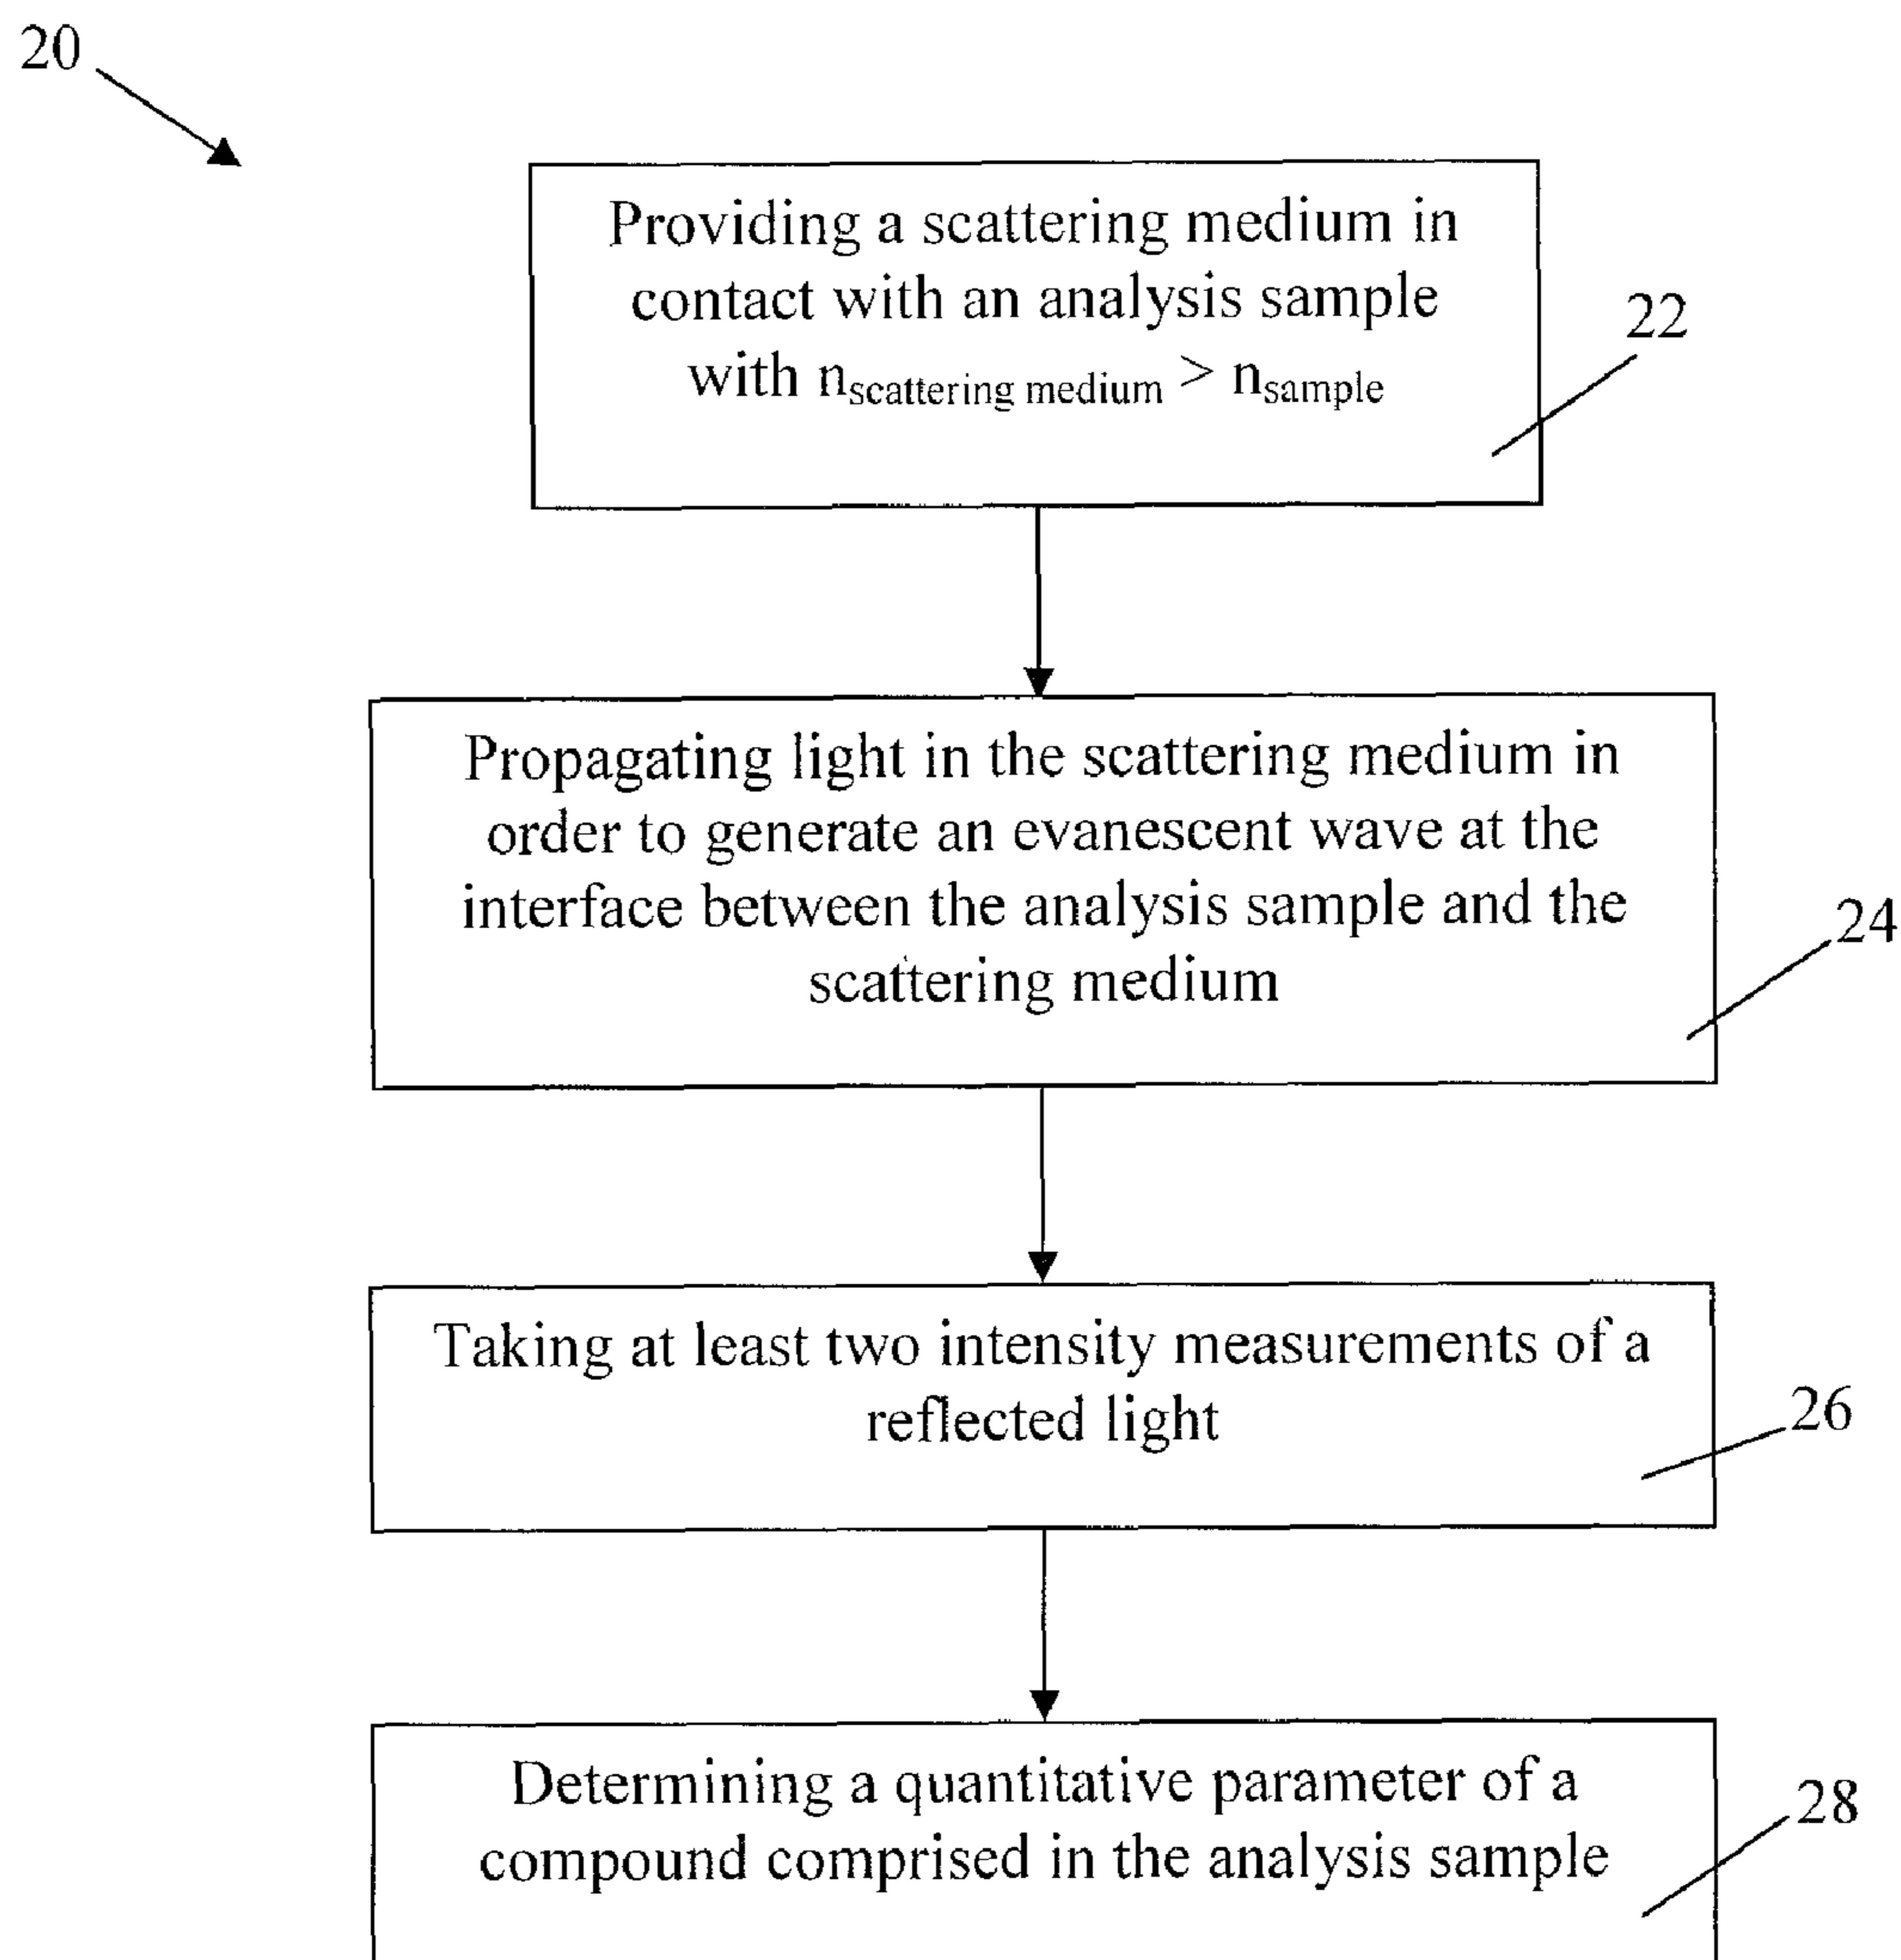 20
Providing a scattering medium in
contact with an analysis sample
with nscattering medium > nsample
22
Propagating light in the scattering medium in
order to generate an evanescent wave at the
interface between the analysis sample and the
scattering medium
24
Taking at least two intensity measurements of a
reflected light
26
Determining a quantitative parameter of a
compound comprised in the analysis sample
28